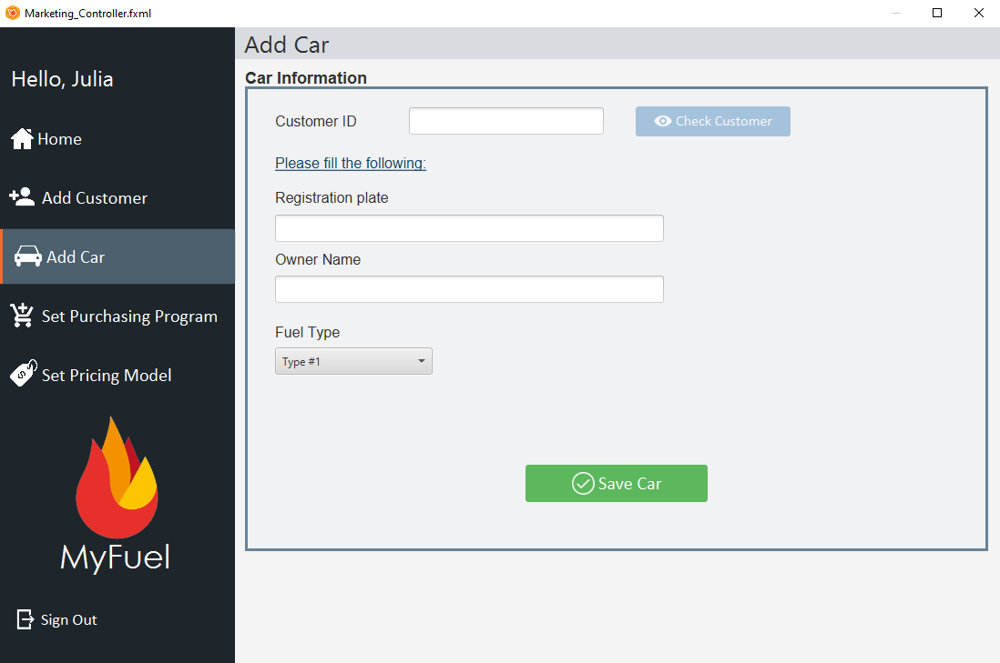 Marketing_Controller.fxml
Hello, Julia
Home
Add Customer
Add Car
Set Purchasing Program
Set Pricing Model
MyFuel
Sign Out
Add Car
Car Information
Customer ID
Check Customer
Please fill the following:
Registration plate
Owner Name
Fuel Type
Type #1
Save Car